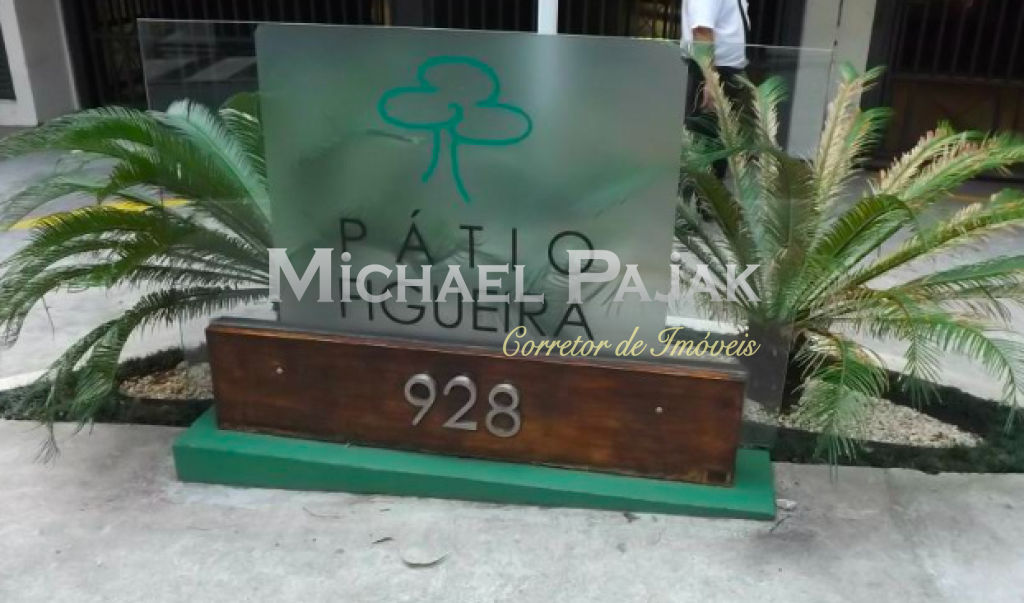 PÁTIO
FIGUEIRA
Michael Pajak
Corretor de Imóveis
928